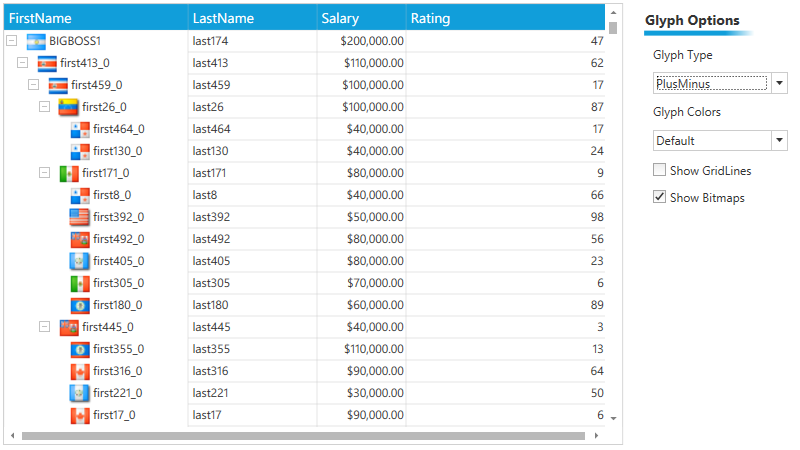 FirstName LastName Salary Rating
BIGBOSS1 last174 $200,000.00 47
first413_0 last413 $110,000.00 62
first459_0 last459 $100,000.00 17
first26_0 last26 $100,000.00 87
first464_0 last464 $40,000.00 17
first130_0 last130 $40,000.00 24
first171_0 last171 $80,000.00 9
first8_0 last8 $40,000.00 66
first392_0 last392 $50,000.00 98
first492_0 last492 $80,000.00 56
first405_0 last405 $80,000.00 23
first305_0 last305 $70,000.00 6
first180_0 last180 $60,000.00 89
first445_0 last445 $40,000.00 3
first355_0 last355 $110,000.00 13
first316_0 last316 $90,000.00 64
first221_0 last221 $30,000.00 50
first17_0 last17 $90,000.00 6
Glyph Options
Glyph Type
PlusMinus
Glyph Colors
Default
Show GridLines
Show Bitmaps